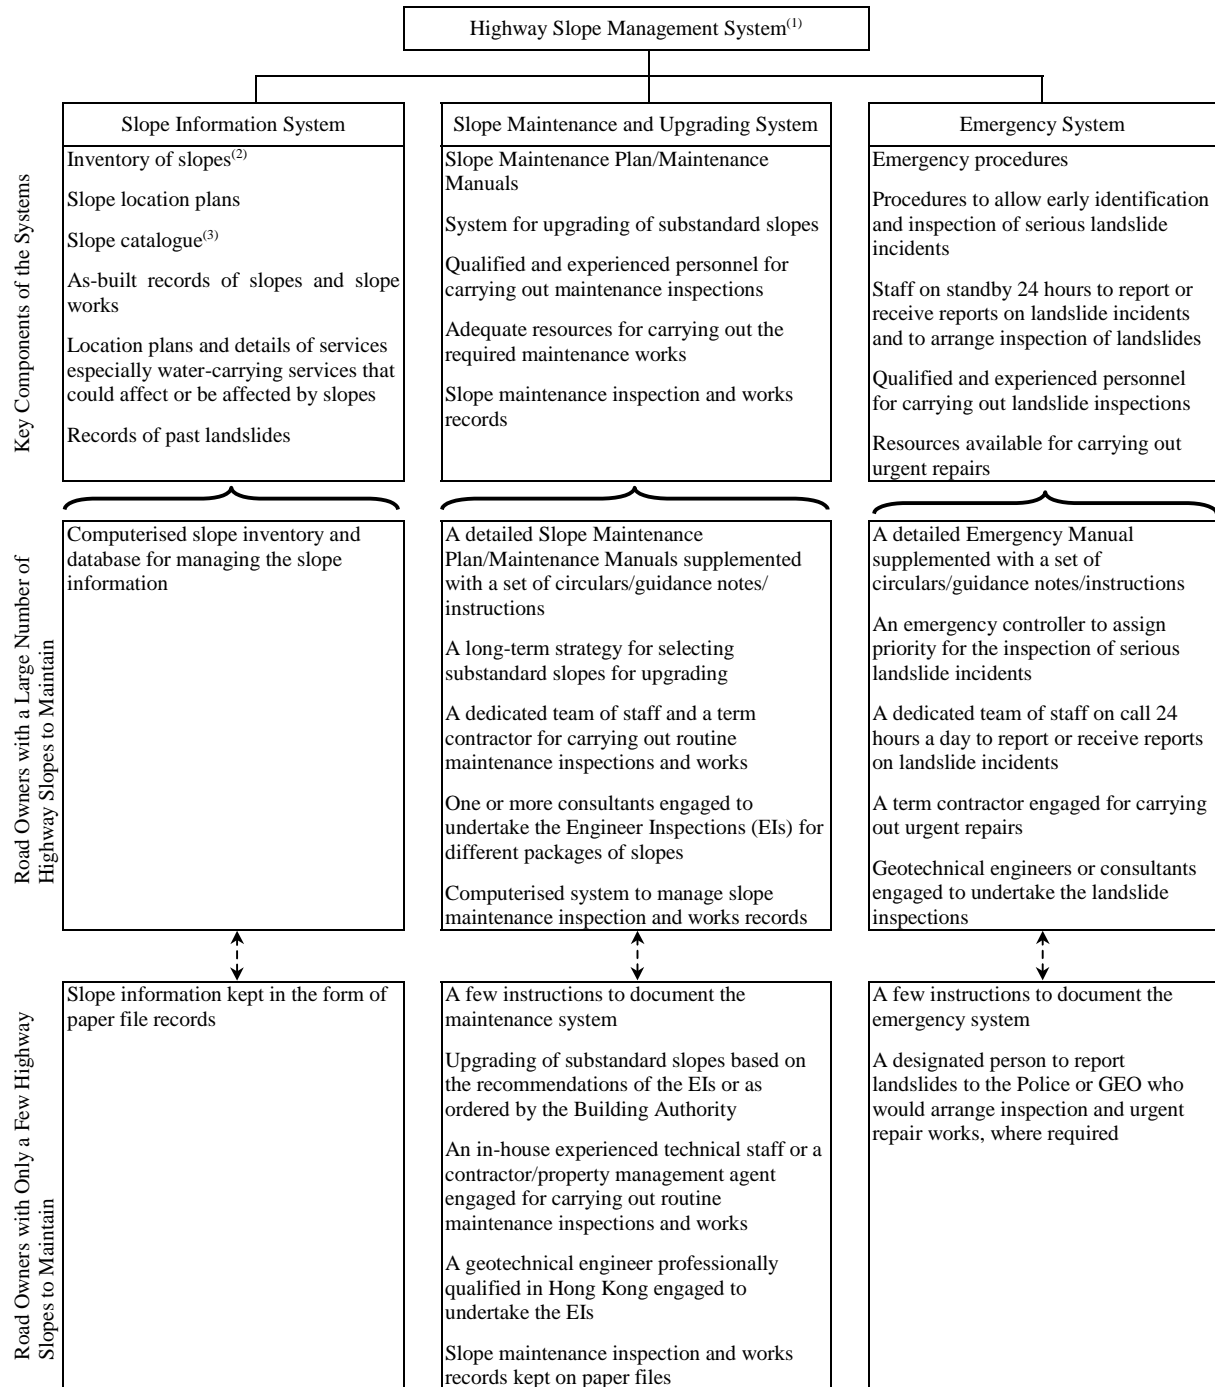 Highway Slope Management System(1)
Slope Information System
Slope Maintenance and Upgrading System
Emergency System
Key Components of the Systems
Inventory of slopes(2)
Slope location plans
Slope catalogue(3)
As-built records of slopes and slope
works
Location plans and details of services
especially water-carrying services that
could affect or be affected by slopes
Records of past landslides
Slope Maintenance Plan/Maintenance
Manuals
System for upgrading of substandard slopes
Qualified and experienced personnel for
carrying out maintenance inspections
Adequate resources for carrying out the
required maintenance works
Slope maintenance inspection and works
records
Emergency procedures
Procedures to allow early identification
and inspection of serious landslide
incidents
Staff on standby 24 hours to report or
receive reports on landslide incidents
and to arrange inspection of landslides
Qualified and experienced personnel
for carrying out landslide inspections
Resources available for carrying out
urgent repairs
Road Owners with a Large Number of
Highway Slopes to Maintain
Computerised slope inventory and
database for managing the slope
information
A detailed Slope Maintenance
Plan/Maintenance Manuals supplemented
with a set of circulars/guidance notes/
instructions
A long-term strategy for selecting
substandard slopes for upgrading
A dedicated team of staff and a term
contractor for carrying out routine
maintenance inspections and works
One or more consultants engaged to
undertake the Engineer Inspections (EIs) for
different packages of slopes
Computerised system to manage slope
maintenance inspection and works records
A detailed Emergency Manual
supplemented with a set of
circulars/guidance notes/instructions
An emergency controller to assign
priority for the inspection of serious
landslide incidents
A dedicated team of staff on call 24
hours a day to report or receive reports
on landslide incidents
A term contractor engaged for carrying
out urgent repairs
Geotechnical engineers or consultants
engaged to undertake the landslide
inspections
Road Owners with Only a Few Highway
Slopes to Maintain
Slope information kept in the form of
paper file records
A few instructions to document the
maintenance system
Upgrading of substandard slopes based on
the recommendations of the EIs or as
ordered by the Building Authority
An in-house experienced technical staff or a
contractor/property management agent
engaged for carrying out routine
maintenance inspections and works
A geotechnical engineer professionally
qualified in Hong Kong engaged to
undertake the EIs
Slope maintenance inspection and works
records kept on paper files
A few instructions to document the
emergency system
A designated person to report
landslides to the Police or GEO who
would arrange inspection and urgent
repair works, where required